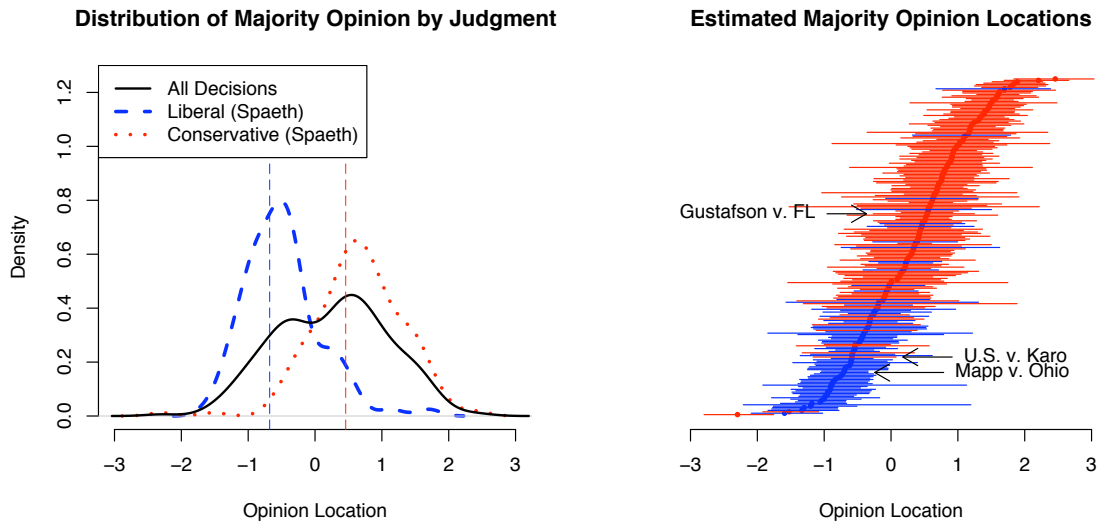 Distribution of Majority Opinion by Judgment
All Decisions
Liberal (Spaeth)
Conservative (Spaeth)
Density
1.2
1.0
0.8
0.6
0.4
0.2
0.0
−3 −2 −1 0 1 2 3
Opinion Location
Estimated Majority Opinion Locations
Gustafson v. FL
U.S. v. Karo
Mapp v. Ohio
−3 −2 −1 0 1 2 3
Opinion Location